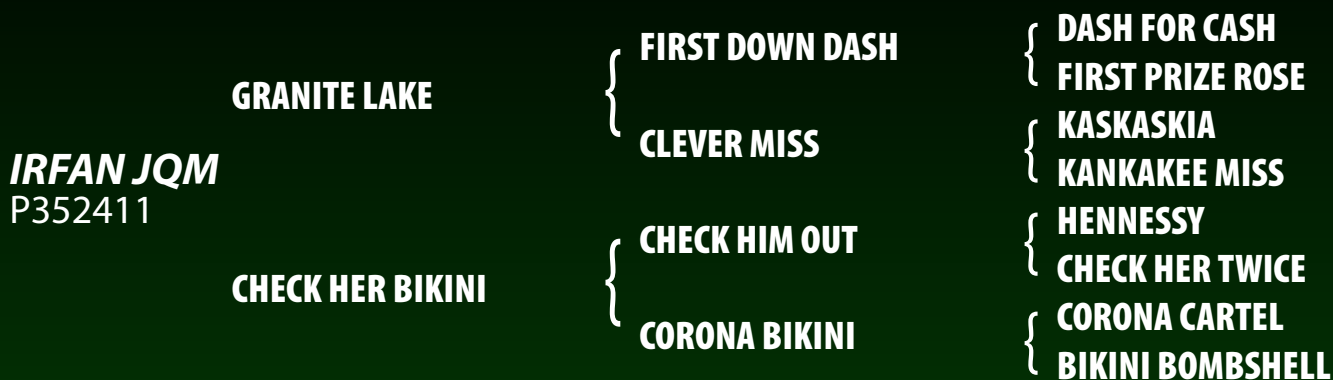 IRFAN JQM
P352411
GRANITE LAKE
CHECK HER BIKINI
FIRST DOWN DASH
CLEVER MISS
CHECK HIM OUT
CORONA BIKINI
DASH FOR CASH
FIRST PRIZE ROSE
KASKASKIA
KANKAKEE MISS
HENNESSY
CHECK HER TWICE
CORONA CARTEL
BIKINI BOMBSHELL